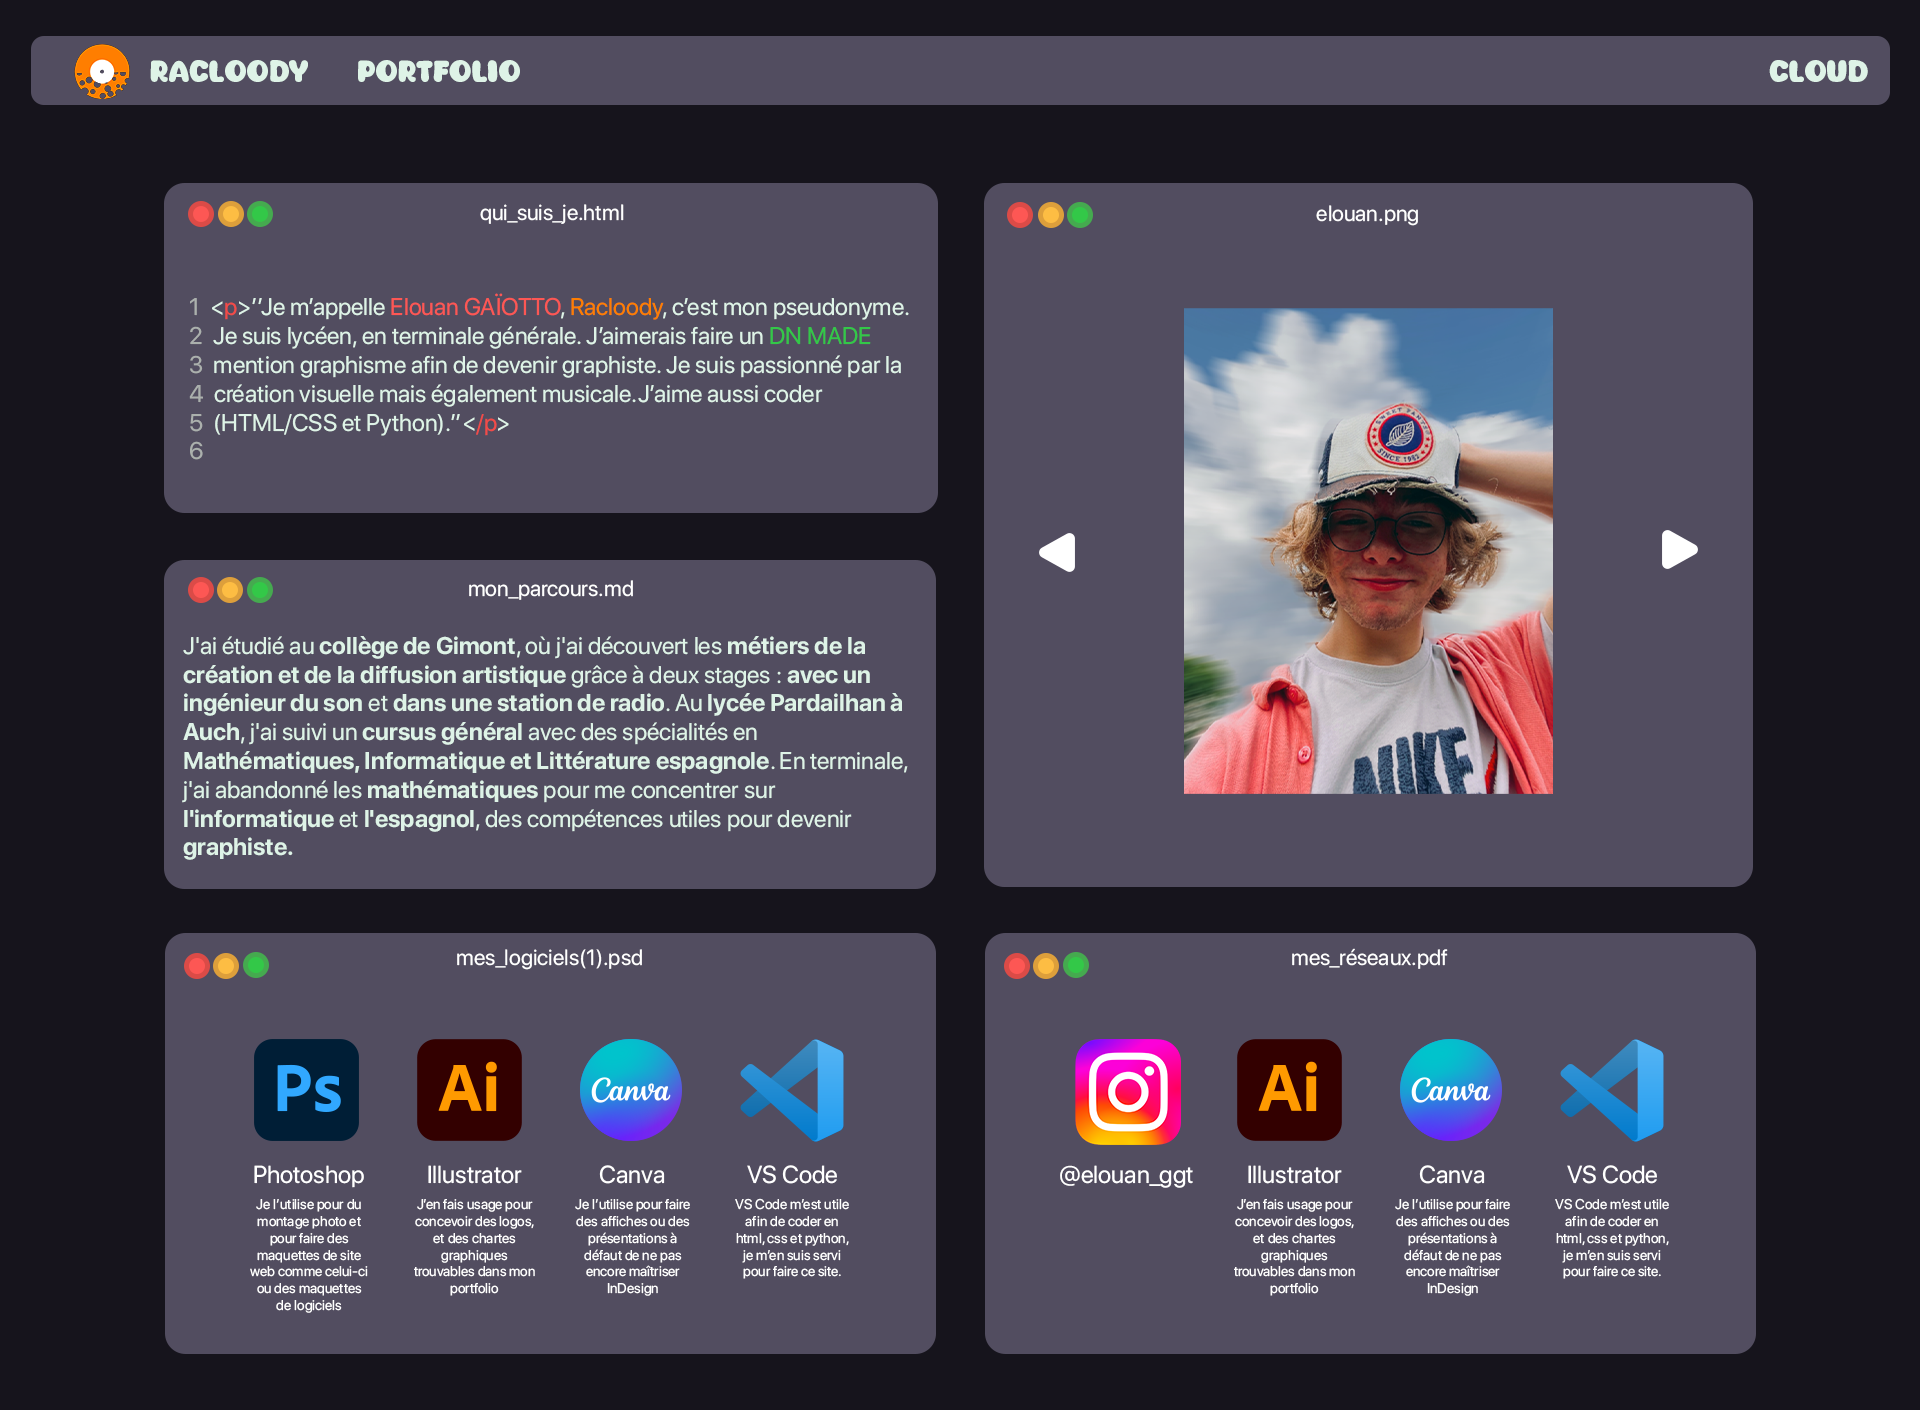 RACLOODY
PORTFOLIO
CLOUD
qui_suis_je.html
1 <p>’‘Je m’appelle Elouan GAÏOTTO, Racloody, c’est mon pseudonyme.
2 Je suis lycéen, en terminale générale. J’aimerais faire un DN MADE
3 mention graphisme afin de devenir graphiste. Je suis passionné par la
4 création visuelle mais également musicale.J’aime aussi coder
5 (HTML/CSS et Python).’’</p>
6
elouan.png
SWEET PANTS
SINCE 1982
NIKE
mon_parcours.md
J'ai étudié au collège de Gimont, où j'ai découvert les métiers de la
création et de la diffusion artistique grâce à deux stages : avec un
ingénieur du son et dans une station de radio. Au lycée Pardailhan à
Auch, j'ai suivi un cursus général avec des spécialités en
Mathématiques, Informatique et Littérature espagnole. En terminale,
j'ai abandonné les mathématiques pour me concentrer sur
l'informatique et l'espagnol, des compétences utiles pour devenir
graphiste.
mes_logiciels(1).psd
Ps
Photoshop
Je l’utilise pour du
montage photo et
pour faire des
maquettes de site
web comme celui-ci
ou des maquettes
de logiciels
Ai
Illustrator
J’en fais usage pour
concevoir des logos,
et des chartes
graphiques
trouvables dans mon
portfolio
Canva
Canva
Je l’utilise pour faire
des affiches ou des
présentations à
défaut de ne pas
encore maîtriser
InDesign
VS Code
VS Code m’est utile
afin de coder en
html, css et python,
je m’en suis servi
pour faire ce site.
mes_réseaux.pdf
@elouan_ggt
Ai
Illustrator
J’en fais usage pour
concevoir des logos,
et des chartes
graphiques
trouvables dans mon
portfolio
Canva
Canva
Je l’utilise pour faire
des affiches ou des
présentations à
défaut de ne pas
encore maîtriser
InDesign
VS Code
VS Code m’est utile
afin de coder en
html, css et python,
je m’en suis servi
pour faire ce site.